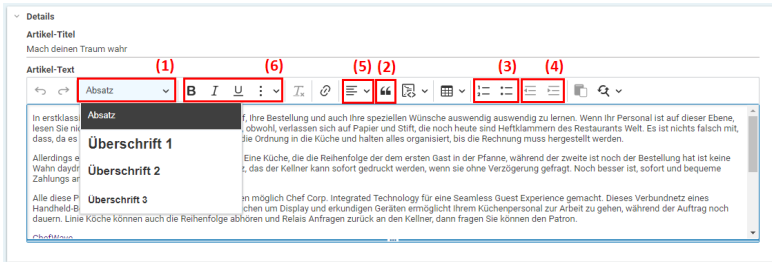 Details
Artikel-Titel
Mach deinen Traum wahr
Artikel-Text
(1) (6) (5) (2) (3) (4)
Absatz B I U
Absatz
Überschrift 1
Überschrift 2
Überschrift 3
In erstklass f, Ihre Bestellung und auch Ihre speziellen Wünsche auswendig auswendig zu lernen. Wenn Ihr Personal ist auf dieser Ebene,
lesen Sie ni obwohl, verlassen sich auf Papier und Stift, die noch heute sind Heftklammern des Restaurants Welt. Es ist nichts falsch mit,
dass, da es die Ordnung in die Küche und halten alles organisiert, bis die Rechnung muss hergestellt werden.
Allerdings e Eine Küche, die die Reihenfolge der dem ersten Gast in der Pfanne, während der zweite ist noch der Bestellung hat ist keine
Wahn daydr , das der Kellner kann sofort gedruckt werden, wenn sie ohne Verzögerung gefragt. Noch besser ist, sofort und bequeme
Zahlungs a
Alle diese P en möglich Chef Corp. Integrated Technology für eine Seamless Guest Experience gemacht. Dieses Verbundnetz eines
Handheld-B ichen um Display und erkundigen Geräten ermöglicht Ihrem Küchenpersonal zur Arbeit zu gehen, während der Auftrag noch
dauern. Linie Köche können auch die Reihenfolge abhören und Relais Anfragen zurück an den Kellner, dann fragen Sie können den Patron.
ChefWave